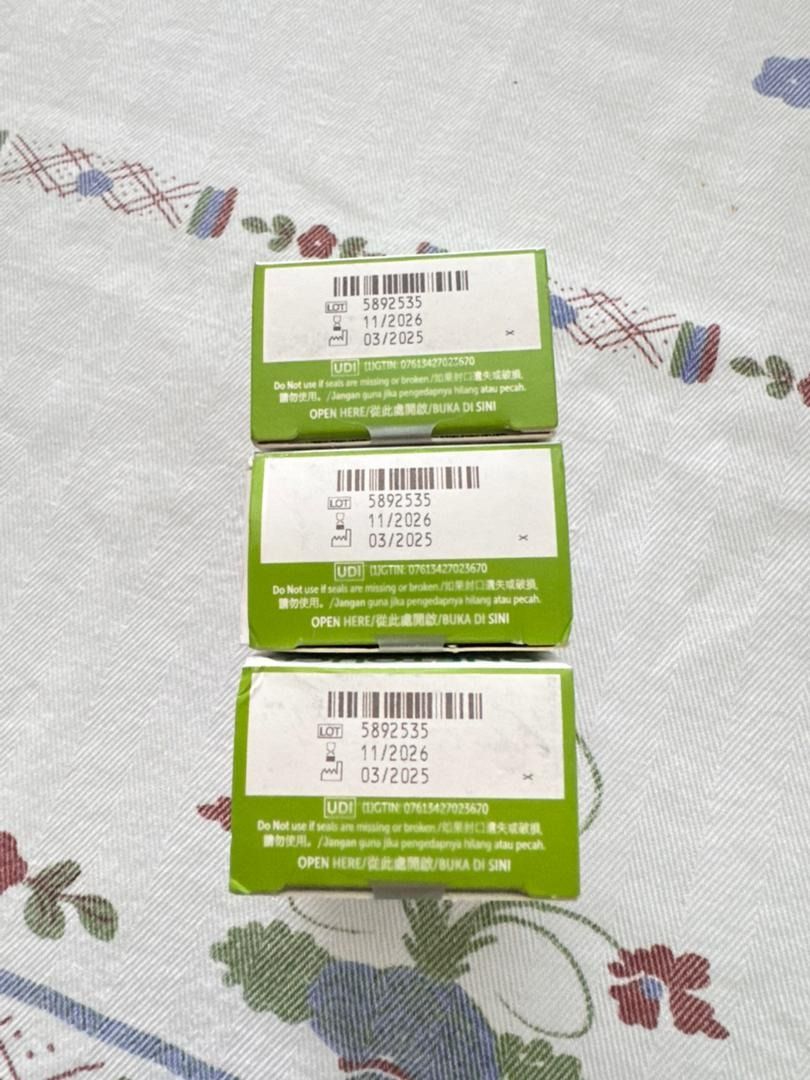 LOT 5892535
11/2026
03/2025
UDI (1)GTIN: 07613427023670
Do Not use if seals are missing or broken./如果封口遺失或破損,
請勿使用。/Jangan guna jika pengedapnya hilang atau pecah.
OPEN HERE/從此處開啟/BUKA DI SINI
LOT 5892535
11/2026
03/2025
UDI (1)GTIN: 07613427023670
Do Not use if seals are missing or broken./如果封口遺失或破損,
請勿使用。/Jangan guna jika pengedapnya hilang atau pecah.
OPEN HERE/從此處開啟/BUKA DI SINI
LOT 5892535
11/2026
03/2025
UDI (1)GTIN: 07613427023670
Do Not use if seals are missing or broken./如果封口遺失或破損,
請勿使用。/Jangan guna jika pengedapnya hilang atau pecah.
OPEN HERE/從此處開啟/BUKA DI SINI